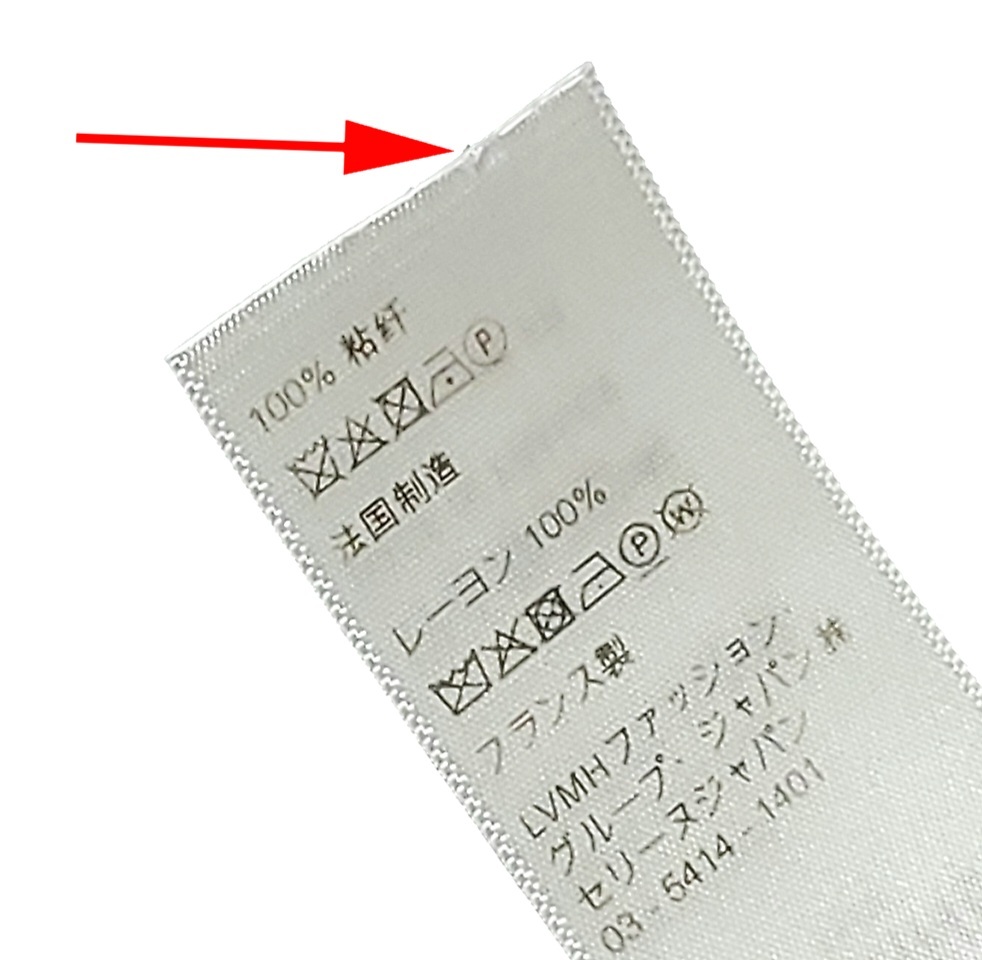 100% 粘纤
P
法国制造
レーヨン 100%
P W
フランス製
LVMHファッション
グループ、ジャパン 株
セリーヌジャパン
03-5414-1401